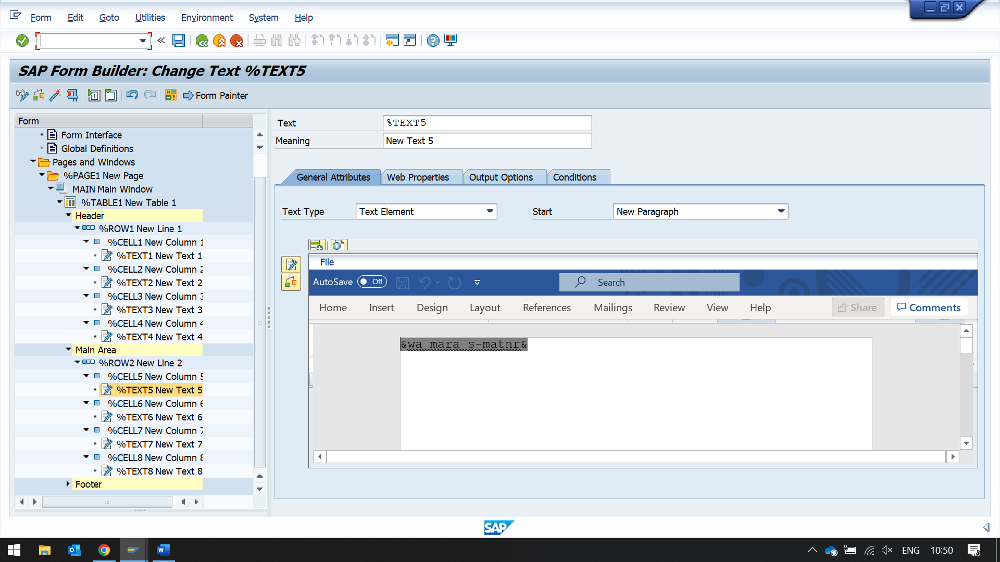 Form Edit Goto Utilities Environment System Help
SAP Form Builder: Change Text %TEXT5
Form Painter
Form
Form Interface
Global Definitions
Pages and Windows
%PAGE1 New Page
MAIN Main Window
%TABLE1 New Table 1
Header
%ROW1 New Line 1
%CELL1 New Column 1
%TEXT1 New Text 1
%CELL2 New Column 2
%TEXT2 New Text 2
%CELL3 New Column 3
%TEXT3 New Text 3
%CELL4 New Column 4
%TEXT4 New Text 4
Main Area
%ROW2 New Line 2
%CELL5 New Column 5
%TEXT5 New Text 5
%CELL6 New Column 6
%TEXT6 New Text 6
%CELL7 New Column 7
%TEXT7 New Text 7
%CELL8 New Column 8
%TEXT8 New Text 8
Footer
Text %TEXT5
Meaning New Text 5
General Attributes Web Properties Output Options Conditions
Text Type Text Element Start New Paragraph
File
AutoSave Off Search
Home Insert Design Layout References Mailings Review View Help Share Comments
&wa_mara_s-matnr&
SAP
ENG 10:50